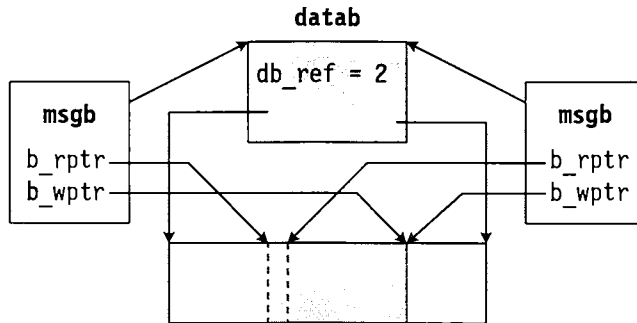 datab
db_ref = 2
msgb
b_rptr
b_wptr
msgb
b_rptr
b_wptr